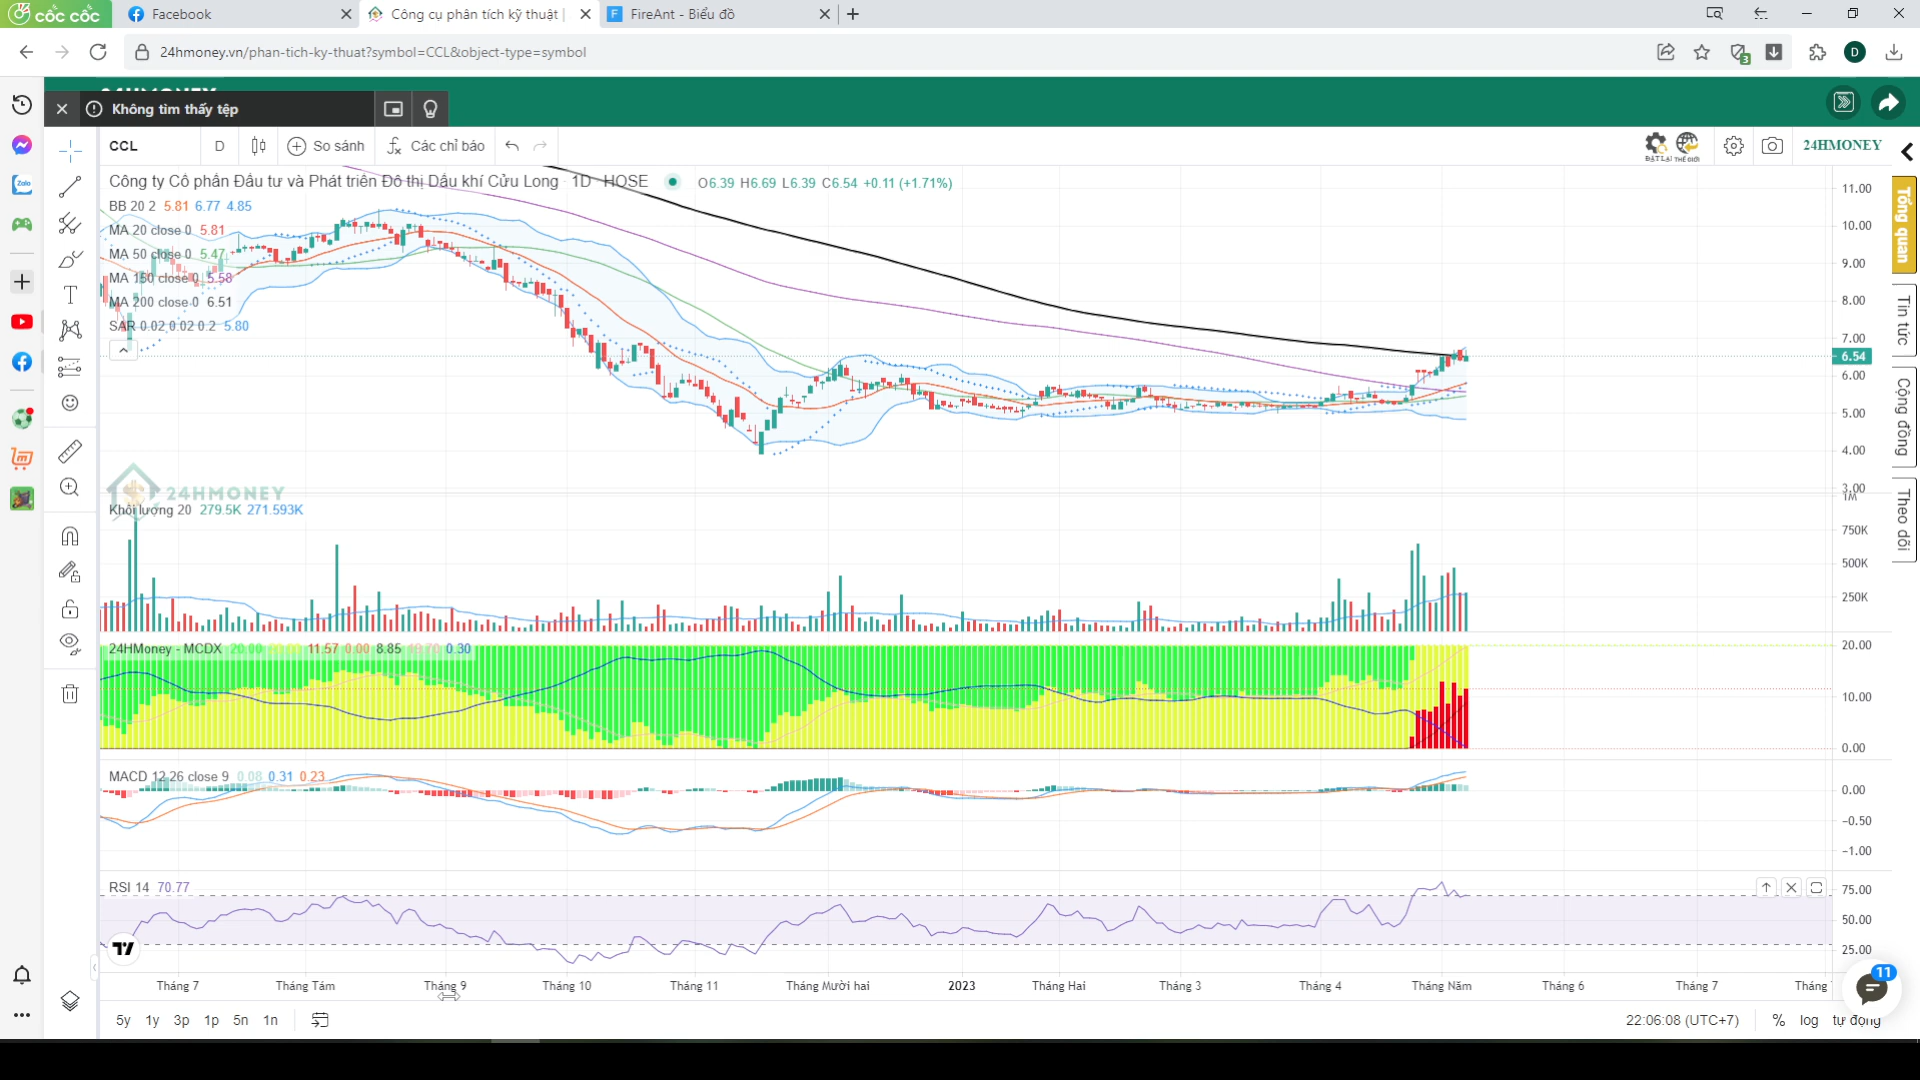 cốc cốc
Facebook
Công cụ phân tích kỹ thuật |
FireAnt - Biểu đồ
24hmoney.vn/phan-tich-ky-thuat?symbol=CCL&object-type=symbol
3
D
Không tìm thấy tệp
CCL
D
So sánh
Các chỉ báo
ĐẶT LẠI
THẾ GIỚI
24HMONEY
Công ty Cổ phần Đầu tư và Phát triển Đô thị Dầu khí Cửu Long 1D HOSE
O6.39 H6.69 L6.39 C6.54 +0.11 (+1.71%)
BB 20 2 5.81 6.77 4.85
MA 20 close 0 5.81
MA 50 close 0 5.47
MA 150 close 0 5.58
MA 200 close 0 6.51
SAR 0.02 0.02 0.2 5.80
11.00
10.00
9.00
8.00
7.00
6.54
6.00
5.00
4.00
3.00
Tổng quan
Tin tức
Cộng đồng
Theo dõi
Zalo
24HMONEY
Khối lượng 20 279.5K 271.593K
1M
750K
500K
250K
24HMoney - MCDX 20.00 11.57 0.00 8.85 0.30
20.00
10.00
0.00
MACD 12 26 close 9 0.08 0.31 0.23
0.00
−0.50
−1.00
RSI 14 70.77
75.00
50.00
25.00
Tháng 7
Tháng Tám
Tháng 9
Tháng 10
Tháng 11
Tháng Mười hai
2023
Tháng Hai
Tháng 3
Tháng 4
Tháng Năm
Tháng 6
Tháng 7
Tháng
11
5y 1y 3p 1p 5n 1n
22:06:08 (UTC+7)
% log tự động